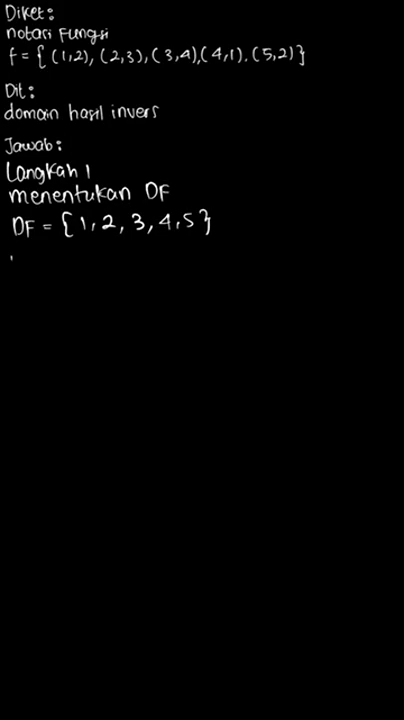 Diket:
notasi Fungsi
f = { (1,2), (2,3), (3,4), (4,1). (5,2) }
Dit:
domain hasil invers
Jawab:
Langkah 1
menentukan DF
DF = { 1, 2, 3, 4, 5 }